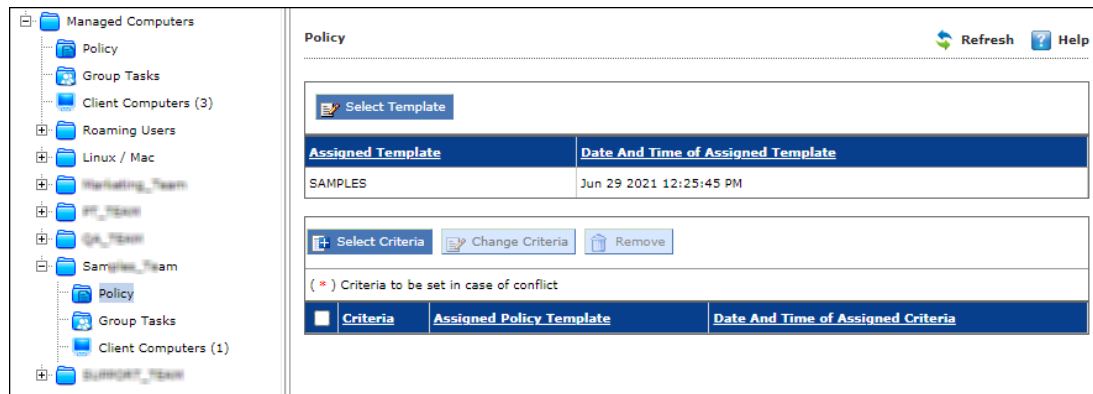 Managed Computers
Policy
Group Tasks
Client Computers (3)
Roaming Users
Linux / Mac
Policy
Group Tasks
Client Computers (1)
Policy
Refresh
Help
Select Template
Assigned Template Date And Time of Assigned Template
SAMPLES Jun 29 2021 12:25:45 PM
Select Criteria Change Criteria Remove
( * ) Criteria to be set in case of conflict
Criteria Assigned Policy Template Date And Time of Assigned Criteria